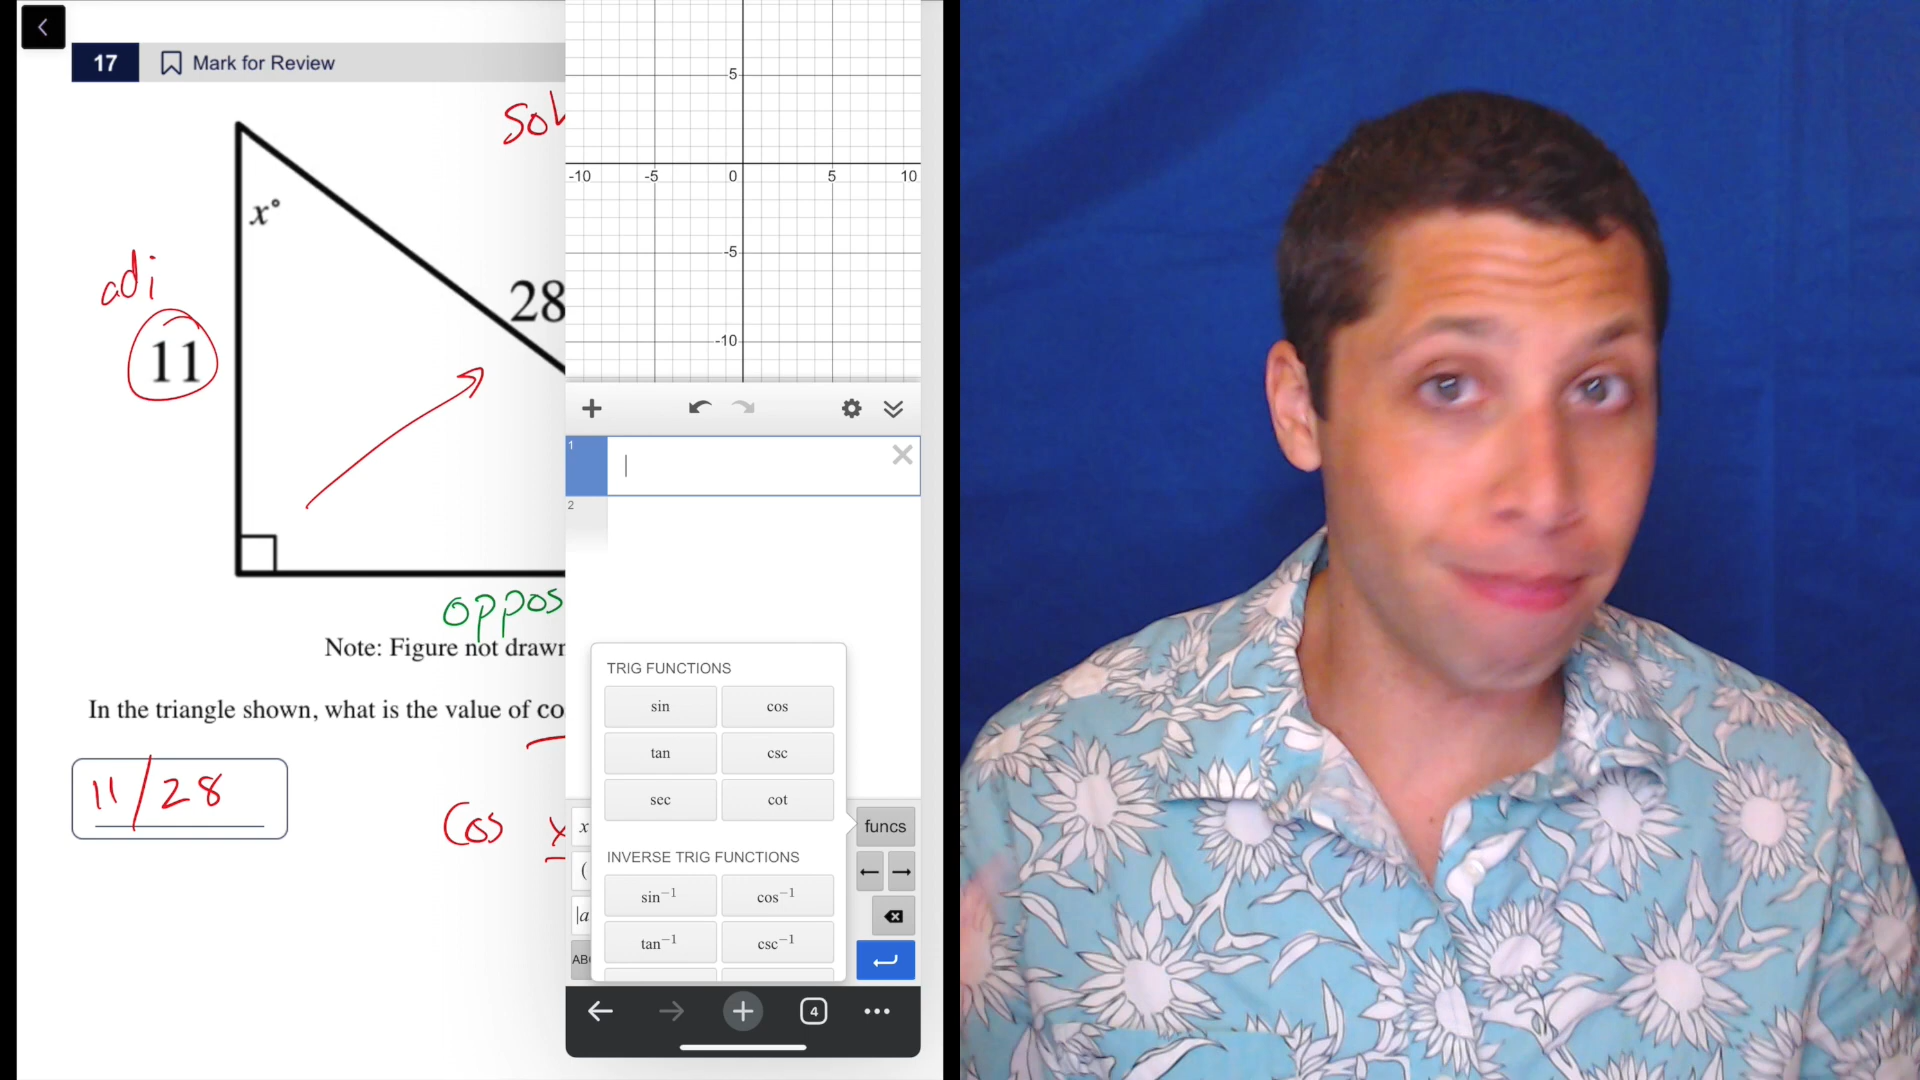 17 Mark for Review
5
-10 -5 0 5 10
-5
-10
x°
adj
11
28
1
2
oppos
Note: Figure not drawn
In the triangle shown, what is the value of co
11/28
Cos x
TRIG FUNCTIONS
sin cos
tan csc
sec cot
INVERSE TRIG FUNCTIONS
sin⁻¹ cos⁻¹
tan⁻¹ csc⁻¹
x
(
|a
funcs
4